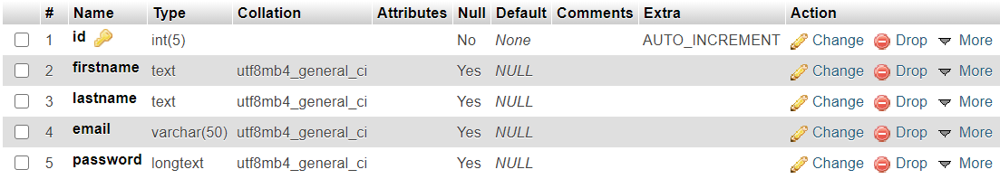 # Name Type Collation Attributes Null Default Comments Extra Action
1 id int(5) No None AUTO_INCREMENT Change Drop More
2 firstname text utf8mb4_general_ci Yes NULL Change Drop More
3 lastname text utf8mb4_general_ci Yes NULL Change Drop More
4 email varchar(50) utf8mb4_general_ci Yes NULL Change Drop More
5 password longtext utf8mb4_general_ci Yes NULL Change Drop More